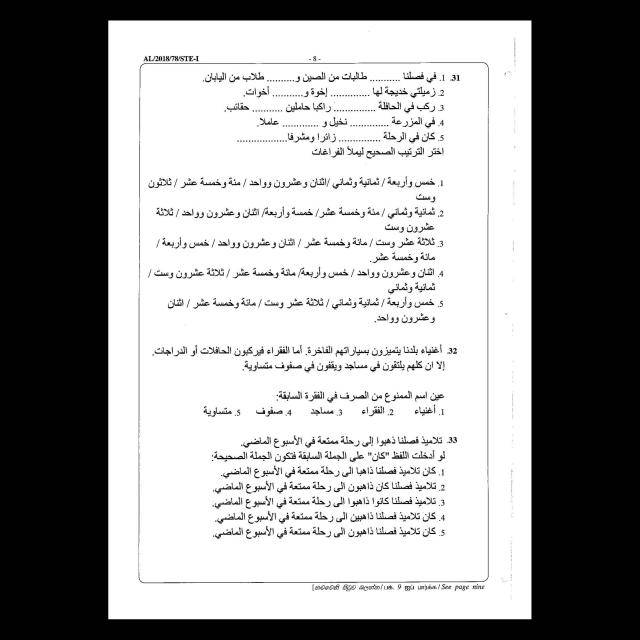 AL/2018/78/STE-I
- 8 -
31. 1. في فصلنا ........... طالبات من الصين و.......... طلاب من اليابان.
2. زميلتي خديجة لها .............. إخوة و........... أخوات.
3. ركب في الحافلة ............... راكبا حاملين ........... حقائب.
4. في المزرعة .............. نخيل و ............. عاملا.
5. كان في الرحلة ............... زائرا ومشرفا..................
اختر الترتيب الصحيح ليملأ الفراغات
1. خمس وأربعة / ثمانية وثماني /اثنان وعشرون وواحد / مئة وخمسة عشر / ثلاثون
وست
2. ثمانية وثماني / مئة وخمسة عشر/ خمسة وأربعة/ اثنان وعشرون وواحد / ثلاثة
عشرون وست
3. ثلاثة عشر وست / مائة وخمسة عشر / اثنان وعشرون وواحد / خمس وأربعة /
مائة وخمسة عشر.
4. اثنان وعشرون وواحد / خمس وأربعة/ مائة وخمسة عشر / ثلاثة عشرون وست /
ثمانية وثماني
5. خمس وأربعة / ثمانية وثماني / ثلاثة عشر وست / مائة وخمسة عشر / اثنان
وعشرون وواحد.
32. أغنياء بلدنا يتميزون بسياراتهم الفاخرة. أما الفقراء فيركبون الحافلات أو الدراجات.
إلا ان كلهم يلتقون في مساجد ويقفون في صفوف متساوية.
عين اسم الممنوع من الصرف في الفقرة السابقة:
1. أغنياء 2. الفقراء 3. مساجد 4. صفوف 5. متساوية
33. تلاميذ فصلنا ذهبوا إلى رحلة ممتعة في الأسبوع الماضي.
لو أدخلت اللفظ "كان" على الجملة السابقة فتكون الجملة الصحيحة:
1. كان تلاميذ فصلنا ذاهبا الى رحلة ممتعة في الأسبوع الماضي.
2. تلاميذ فصلنا كان ذاهبون الى رحلة ممتعة في الأسبوع الماضي.
3. تلاميذ فصلنا كانوا ذاهبوا الى رحلة ممتعة في الأسبوع الماضي.
4. كان تلاميذ فصلنا ذاهبين الى رحلة ممتعة في الأسبوع الماضي.
5. كان تلاميذ فصلنا ذاهبون الى رحلة ممتعة في الأسبوع الماضي.
[නවවෙනි පිටුව බලන්න / பக். 9 ஐப் பார்க்க / See page nine